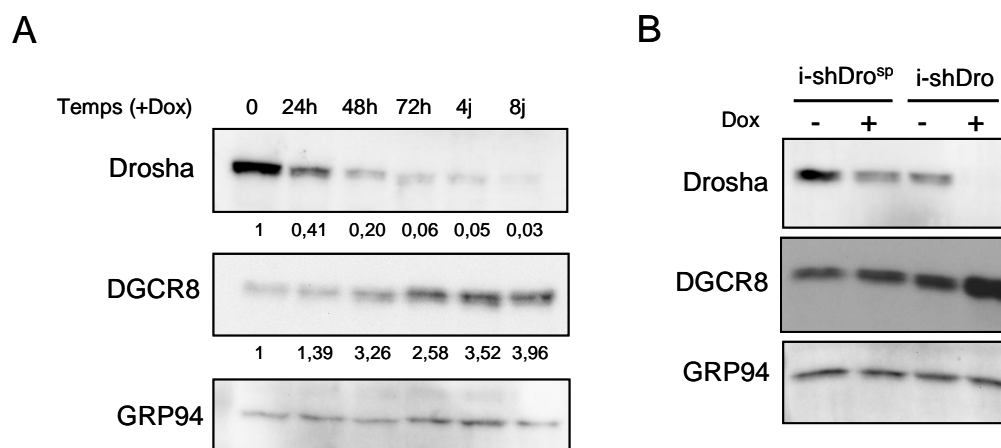 A
Temps (+Dox) 0 24h 48h 72h 4j 8j
Drosha
1 0,41 0,20 0,06 0,05 0,03
DGCR8
1 1,39 3,26 2,58 3,52 3,96
GRP94
B
i-shDroˢᵖ i-shDro
Dox - + - +
Drosha
DGCR8
GRP94